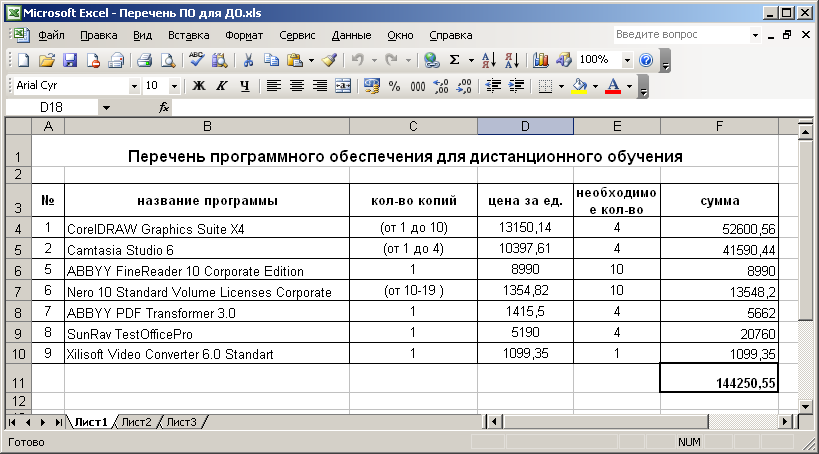 Microsoft Excel - Перечень ПО для ДО.xls
Файл Правка Вид Вставка Формат Сервис Данные Окно Справка Введите вопрос
100%
Arial Cyr 10 Ж К Ч % 000
D18 fx
A B C D E F
1 Перечень программного обеспечения для дистанционного обучения
2
3 № название программы кол-во копий цена за ед. необходимо е кол-во сумма
4 1 CorelDRAW Graphics Suite X4 (от 1 до 10) 13150,14 4 52600,56
5 2 Camtasia Studio 6 (от 1 до 4) 10397,61 4 41590,44
6 5 ABBYY FineReader 10 Corporate Edition 1 8990 10 8990
7 6 Nero 10 Standard Volume Licenses Corporate (от 10-19 ) 1354,82 10 13548,2
8 7 ABBYY PDF Transformer 3.0 1 1415,5 4 5662
9 8 SunRav TestOfficePro 1 5190 4 20760
10 9 Xilisoft Video Converter 6.0 Standart 1 1099,35 1 1099,35
11 144250,55
12
Лист1 Лист2 Лист3
Готово NUM